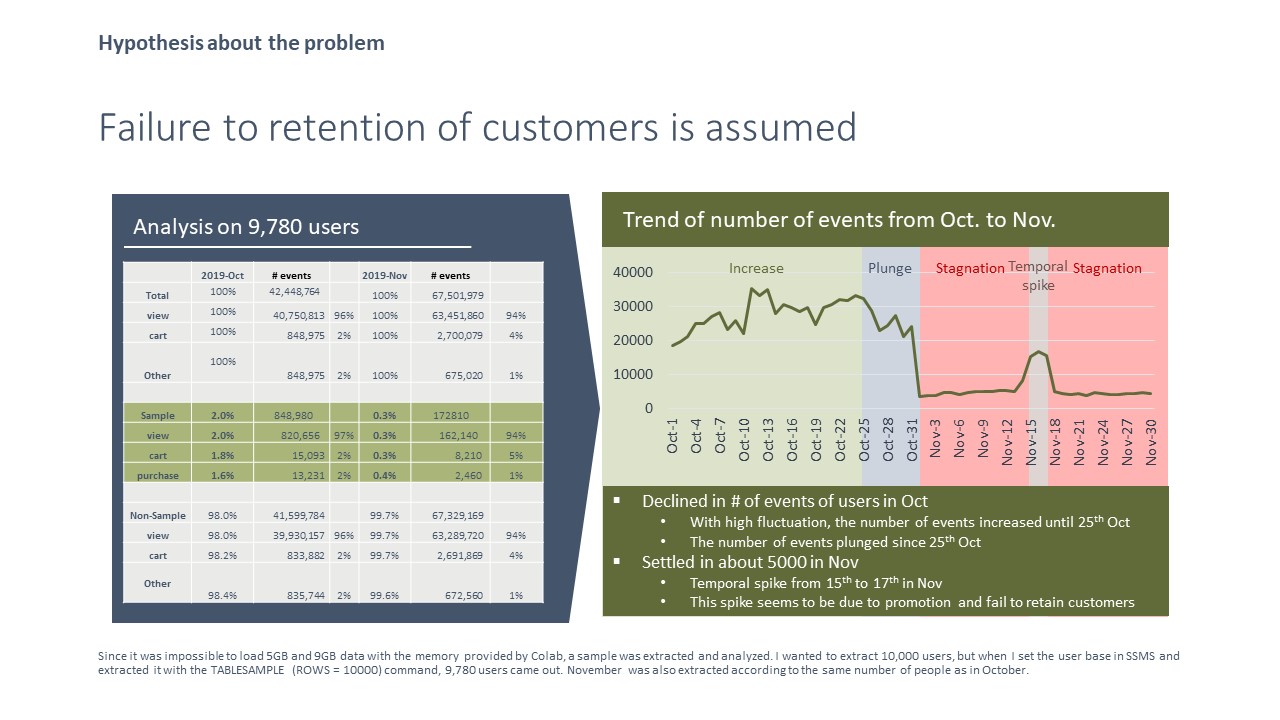 Hypothesis about the problem
Failure to retention of customers is assumed
Analysis on 9,780 users
2019-Oct # events 2019-Nov # events
Total 100% 42,448,764 100% 67,501,979
view 100% 40,750,813 96% 100% 63,451,860 94%
cart 100% 848,975 2% 100% 2,700,079 4%
Other 100% 848,975 2% 100% 675,020 1%
Sample 2.0% 848,980 0.3% 172810
view 2.0% 820,656 97% 0.3% 162,140 94%
cart 1.8% 15,093 2% 0.3% 8,210 5%
purchase 1.6% 13,231 2% 0.4% 2,460 1%
Non-Sample 98.0% 41,599,784 99.7% 67,329,169
view 98.0% 39,930,157 96% 99.7% 63,289,720 94%
cart 98.2% 833,882 2% 99.7% 2,691,869 4%
Other 98.4% 835,744 2% 99.6% 672,560 1%
Trend of number of events from Oct. to Nov.
Increase Plunge Stagnation Temporal spike Stagnation
40000
30000
20000
10000
0
Oct-1 Oct-4 Oct-7 Oct-10 Oct-13 Oct-16 Oct-19 Oct-22 Oct-25 Oct-28 Oct-31 Nov-3 Nov-6 Nov-9 Nov-12 Nov-15 Nov-18 Nov-21 Nov-24 Nov-27 Nov-30
▪ Declined in # of events of users in Oct
• With high fluctuation, the number of events increased until 25th Oct
• The number of events plunged since 25th Oct
▪ Settled in about 5000 in Nov
• Temporal spike from 15th to 17th in Nov
• This spike seems to be due to promotion and fail to retain customers
Since it was impossible to load 5GB and 9GB data with the memory provided by Colab, a sample was extracted and analyzed. I wanted to extract 10,000 users, but when I set the user base in SSMS and
extracted it with the TABLESAMPLE (ROWS = 10000) command, 9,780 users came out. November was also extracted according to the same number of people as in October.